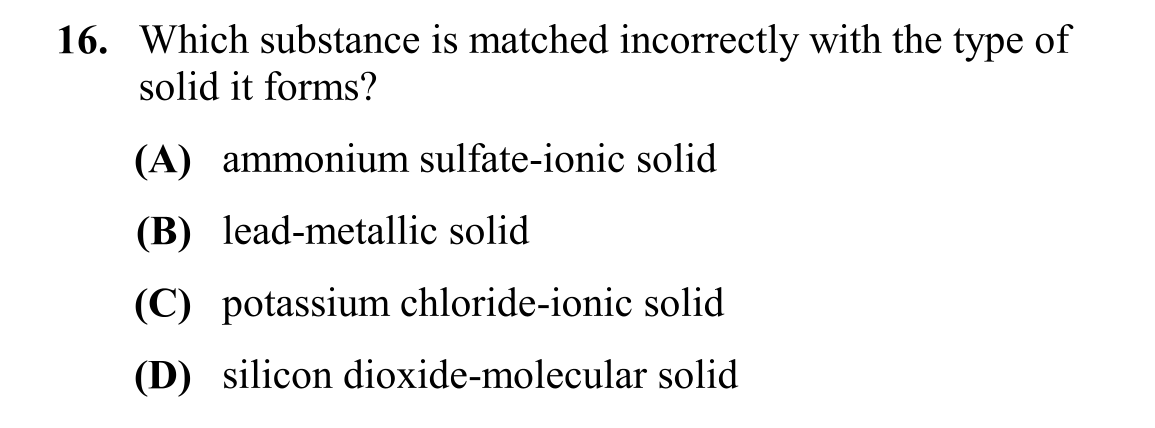 16. Which substance is matched incorrectly with the type of
solid it forms?
(A) ammonium sulfate-ionic solid
(B) lead-metallic solid
(C) potassium chloride-ionic solid
(D) silicon dioxide-molecular solid